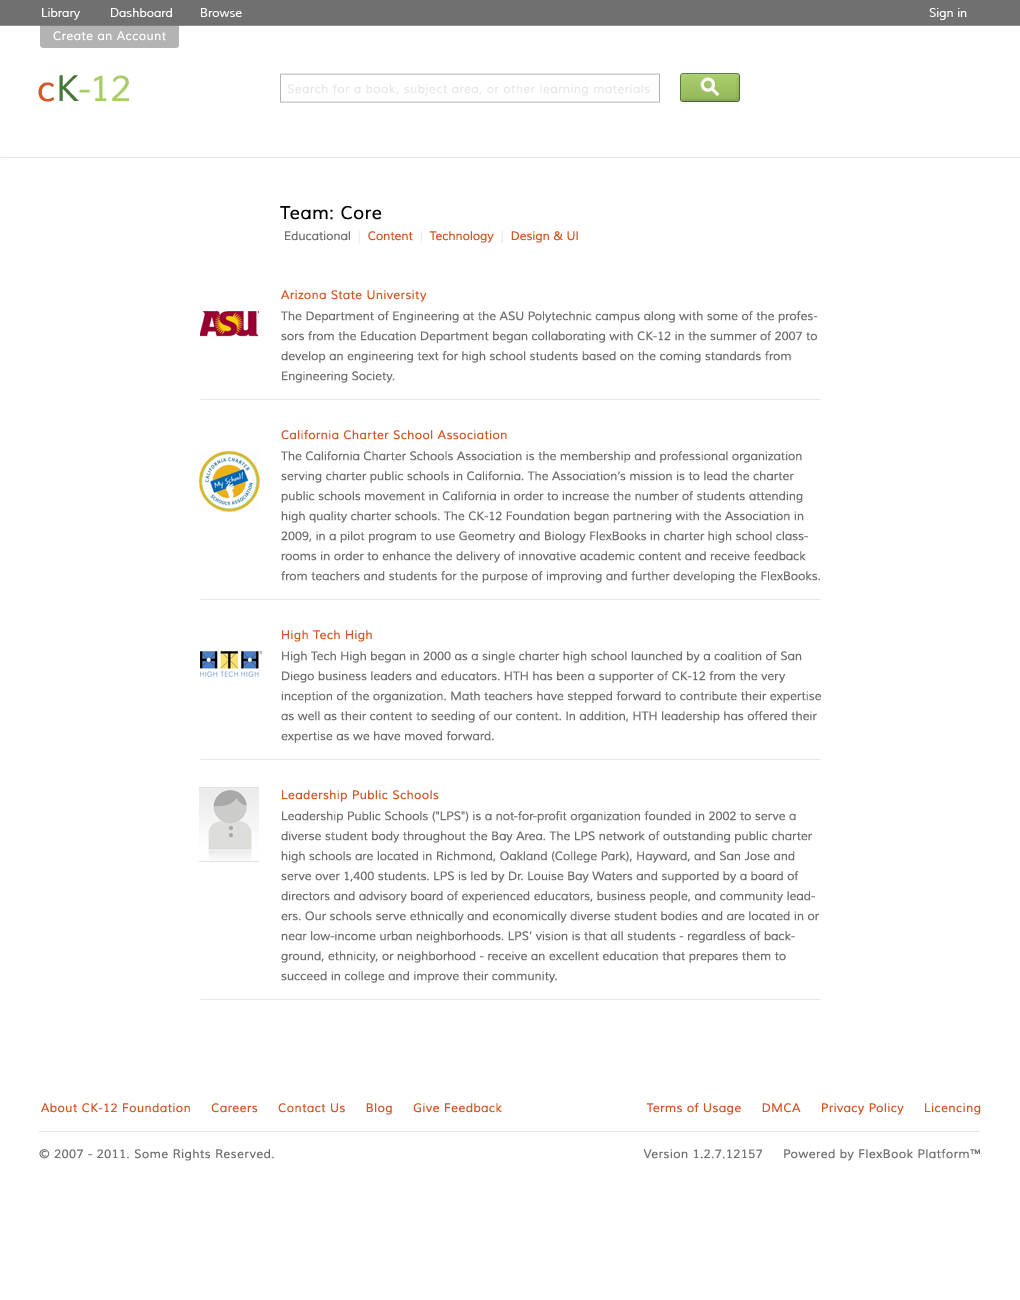 Library Dashboard Browse Sign in
Create an Account
cK-12
Search for a book, subject area, or other learning materials
Team: Core
Educational | Content | Technology | Design & UI
Arizona State University
ASU
The Department of Engineering at the ASU Polytechnic campus along with some of the profes-
sors from the Education Department began collaborating with CK-12 in the summer of 2007 to
develop an engineering text for high school students based on the coming standards from
Engineering Society.
California Charter School Association
CALIFORNIA CHARTER
My School!
SCHOOLS ASSOCIATION
The California Charter Schools Association is the membership and professional organization
serving charter public schools in California. The Association's mission is to lead the charter
public schools movement in California in order to increase the number of students attending
high quality charter schools. The CK-12 Foundation began partnering with the Association in
2009, in a pilot program to use Geometry and Biology FlexBooks in charter high school class-
rooms in order to enhance the delivery of innovative academic content and receive feedback
from teachers and students for the purpose of improving and further developing the FlexBooks.
High Tech High
HTH
HIGH TECH HIGH
High Tech High began in 2000 as a single charter high school launched by a coalition of San
Diego business leaders and educators. HTH has been a supporter of CK-12 from the very
inception of the organization. Math teachers have stepped forward to contribute their expertise
as well as their content to seeding of our content. In addition, HTH leadership has offered their
expertise as we have moved forward.
Leadership Public Schools
Leadership Public Schools ("LPS") is a not-for-profit organization founded in 2002 to serve a
diverse student body throughout the Bay Area. The LPS network of outstanding public charter
high schools are located in Richmond, Oakland (College Park), Hayward, and San Jose and
serve over 1,400 students. LPS is led by Dr. Louise Bay Waters and supported by a board of
directors and advisory board of experienced educators, business people, and community lead-
ers. Our schools serve ethnically and economically diverse student bodies and are located in or
near low-income urban neighborhoods. LPS' vision is that all students - regardless of back-
ground, ethnicity, or neighborhood - receive an excellent education that prepares them to
succeed in college and improve their community.
About CK-12 Foundation Careers Contact Us Blog Give Feedback Terms of Usage DMCA Privacy Policy Licencing
© 2007 - 2011. Some Rights Reserved. Version 1.2.7.12157 Powered by FlexBook Platform™